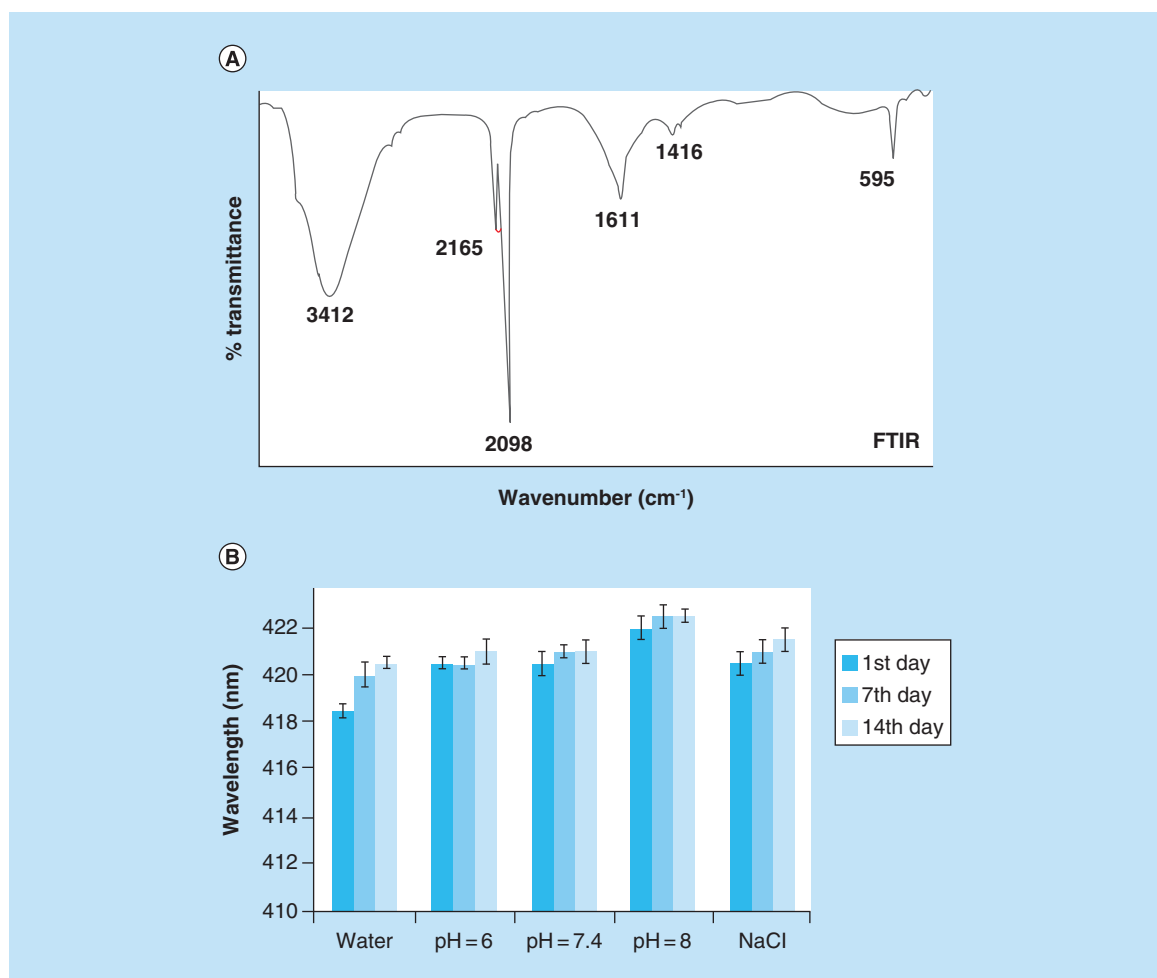 A
% transmittance
3412
2165
2098
1611
1416
595
FTIR
Wavenumber (cm-1)
B
Wavelength (nm)
422
420
418
416
414
412
410
Water
pH = 6
pH = 7.4
pH = 8
NaCl
1st day
7th day
14th day